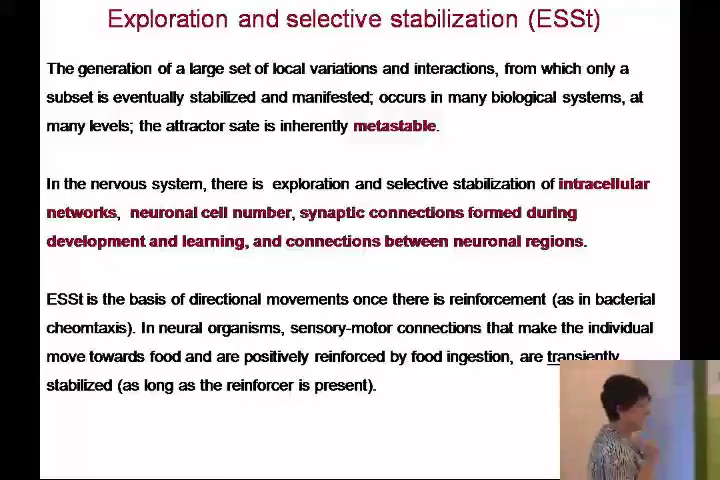 Exploration and selective stabilization (ESSt)
The generation of a large set of local variations and interactions, from which only a
subset is eventually stabilized and manifested; occurs in many biological systems, at
many levels; the attractor sate is inherently metastable.
In the nervous system, there is exploration and selective stabilization of intracellular
networks, neuronal cell number, synaptic connections formed during
development and learning, and connections between neuronal regions.
ESSt is the basis of directional movements once there is reinforcement (as in bacterial
cheomtaxis). In neural organisms, sensory-motor connections that make the individual
move towards food and are positively reinforced by food ingestion, are transiently
stabilized (as long as the reinforcer is present).